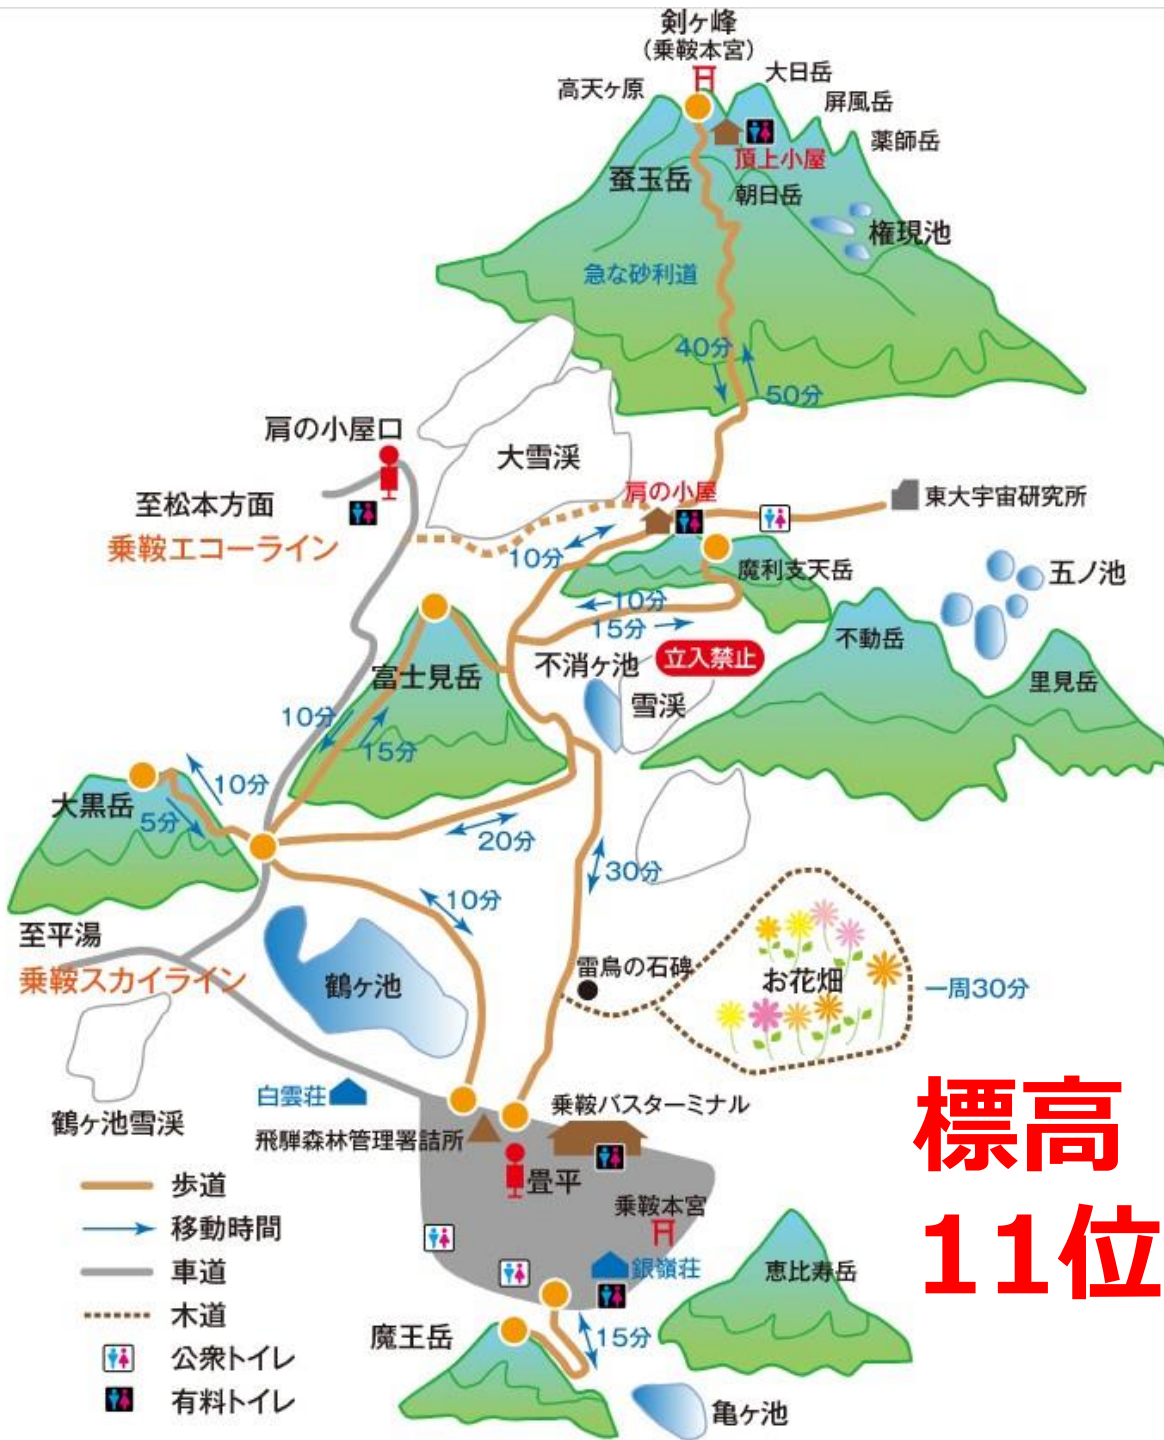 剣ヶ峰
(乗鞍本宮)
大日岳
高天ヶ原
屏風岳
薬師岳
頂上小屋
蚕玉岳
朝日岳
権現池
急な砂利道
40分
50分
肩の小屋口
大雪渓
至松本方面
乗鞍エコーライン
肩の小屋
東大宇宙研究所
10分
魔利支天岳
五ノ池
10分
15分
不動岳
不消ヶ池
立入禁止
富士見岳
雪渓
里見岳
10分
15分
10分
大黒岳
5分
20分
30分
10分
至平湯
乗鞍スカイライン
鶴ヶ池
雷鳥の石碑
お花畑
一周30分
白雲荘
乗鞍バスターミナル
鶴ヶ池雪渓
飛騨森林管理署詰所
標高
11位
畳平
歩道
移動時間
車道
木道
公衆トイレ
有料トイレ
乗鞍本宮
銀嶺荘
恵比寿岳
魔王岳
15分
亀ヶ池